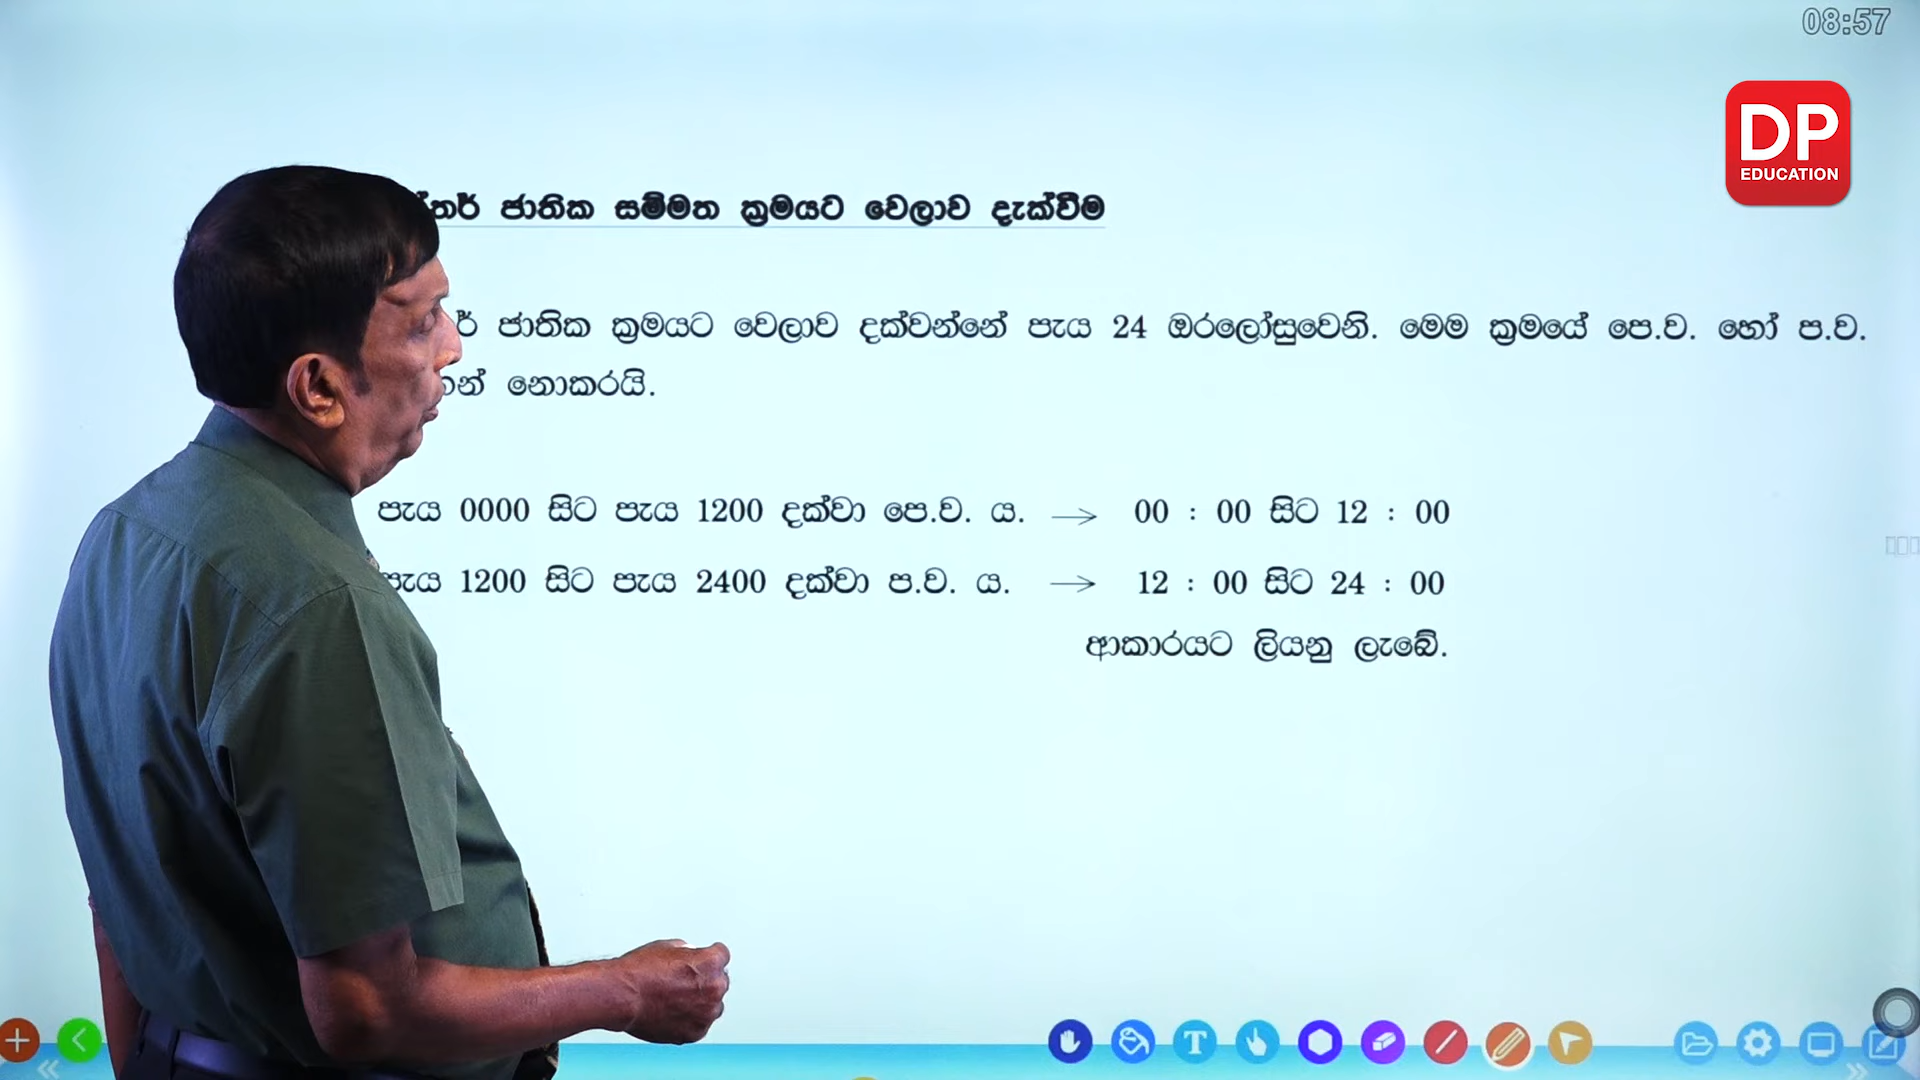 08:57
DP
EDUCATION
ජාතික සම්මත ක්‍රමයට වෙලාව දැක්වීම
ජාතික ක්‍රමයට වෙලාව දක්වන්නේ පැය 24 ඔරලෝසුවෙනි. මෙම ක්‍රමයේ පෙ.ව. හෝ ප.ව.
නොකරයි.
පැය 0000 සිට පැය 1200 දක්වා පෙ.ව. ය. → 00 : 00 සිට 12 : 00
පැය 1200 සිට පැය 2400 දක්වා ප.ව. ය. → 12 : 00 සිට 24 : 00
ආකාරයට ලියනු ලැබේ.